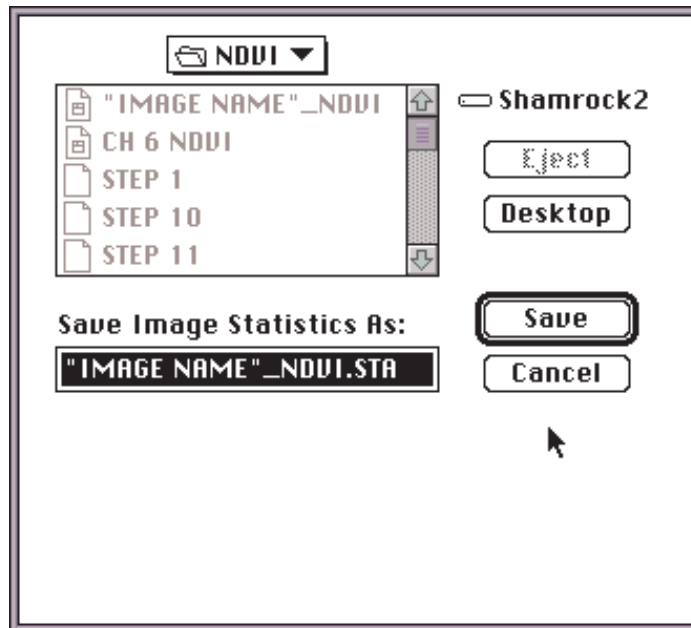 NDVI
"IMAGE NAME"_NDVI
CH 6 NDVI
STEP 1
STEP 10
STEP 11
Shamrock2
Eject
Desktop
Save Image Statistics As:
"IMAGE NAME"_NDVI.STA
Save
Cancel